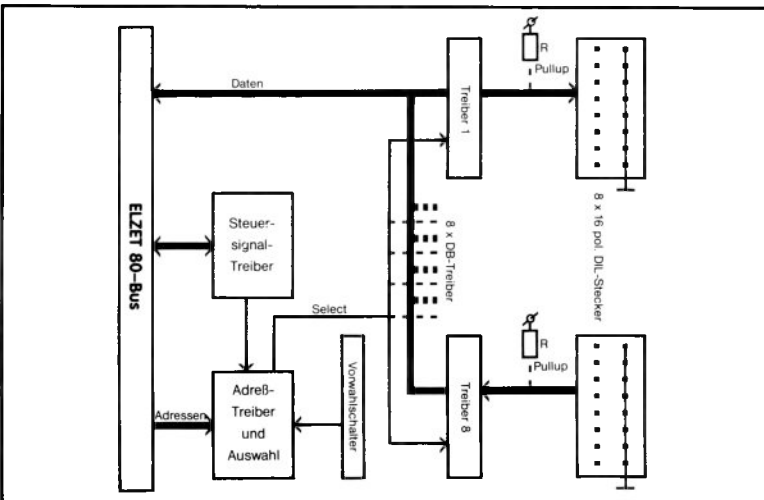 ELZET 80-Bus
Daten
Steuer-
signal-
Treiber
Select
Adreß-
Treiber
und
Auswahl
Adressen
Vorwahlschalter
Treiber 1
8 x DB-Treiber
Treiber 8
R
Pullup
R
Pullup
8 x 16 pol. DIL-Stecker